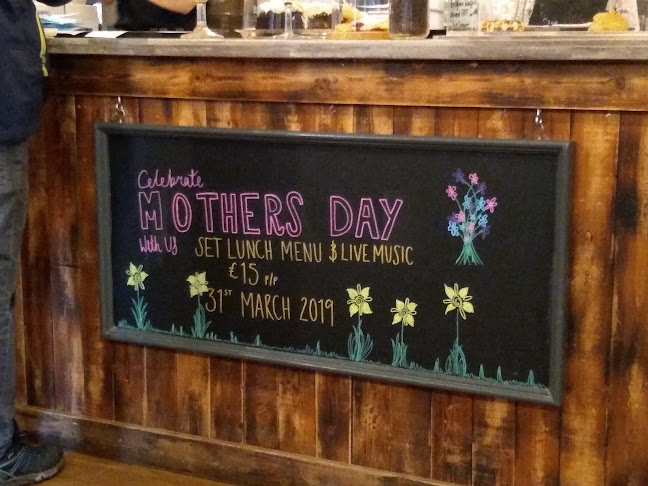 Celebrate
MOTHERS DAY
With US SET LUNCH MENU & LIVE MUSIC
£15 P/P
31ST MARCH 2019